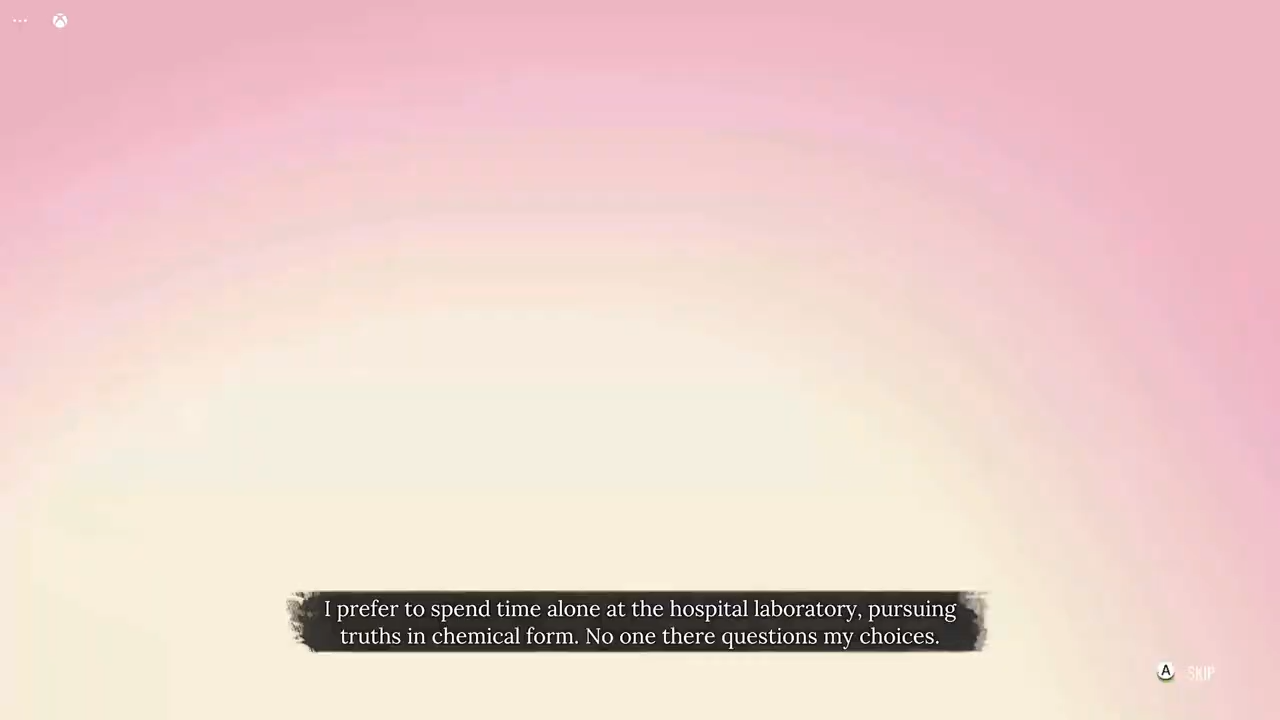 I prefer to spend time alone at the hospital laboratory, pursuing
truths in chemical form. No one there questions my choices.
A SKIP